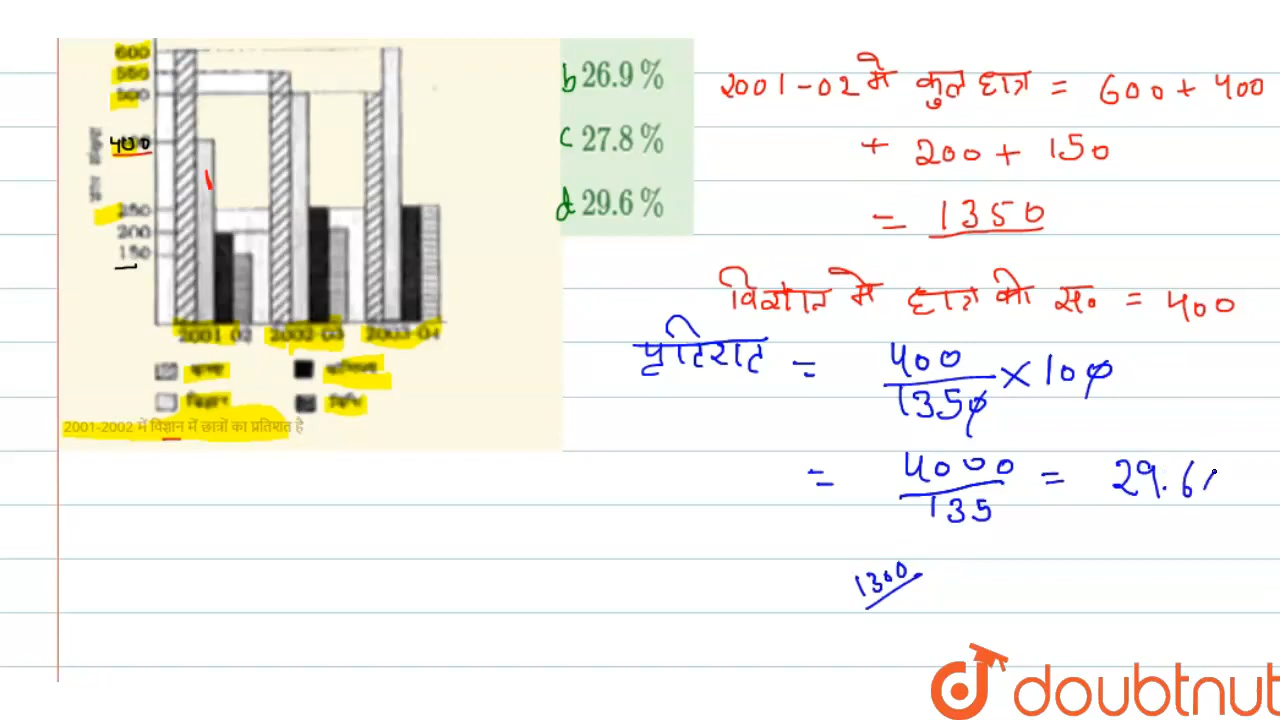 600
550
500
400
250
200
150
2001-02 2002-03 2003-04
विज्ञान
2001-2002 में विज्ञान में छात्रों का प्रतिशत है
b 26.9 %
c 27.8 %
d 29.6 %
2001-02 में कुल छात्र = 600 + 400
+ 200 + 150
= 1350
विज्ञान में छात्र की सं० = 400
प्रतिशत = 400/1350 × 100
= 4000/135 = 29.6
1300
doubtnut